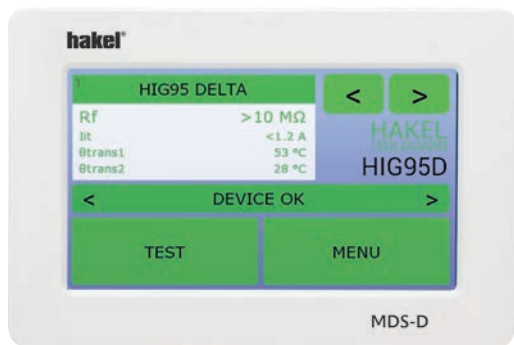 hakel®
1 HIG95 DELTA
< >
Rf >10 MΩ
Iit <1.2 A
θtrans1 53 °C
θtrans2 28 °C
HAKEL
HIG95D
< DEVICE OK >
TEST MENU
MDS-D